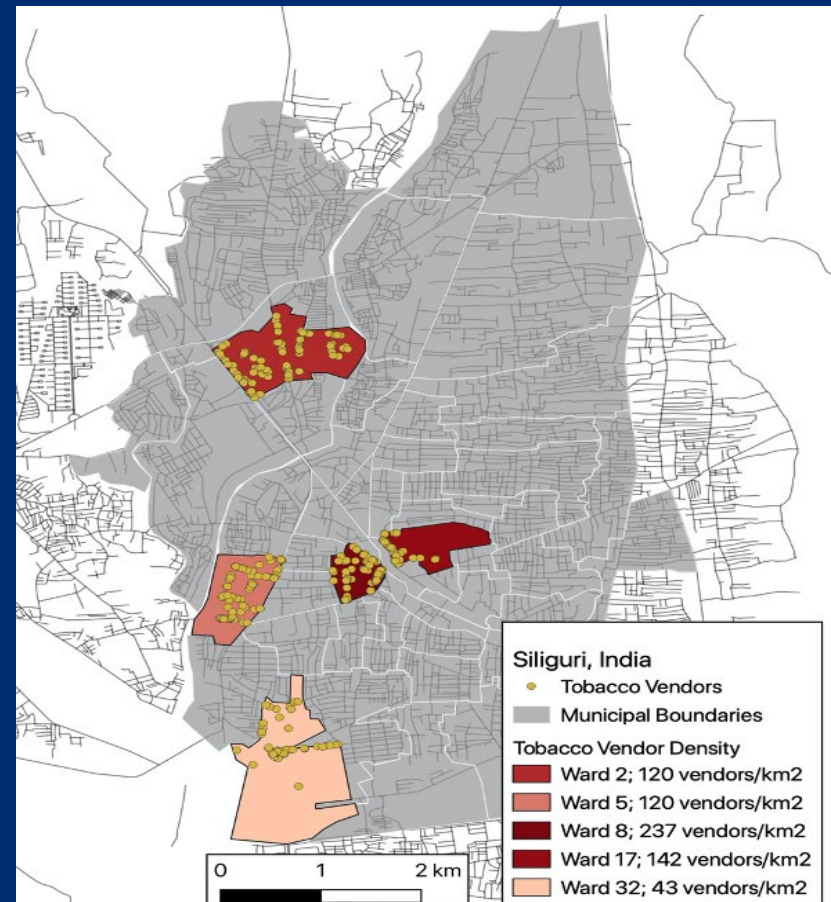 Siliguri, India
Tobacco Vendors
Municipal Boundaries
Tobacco Vendor Density
Ward 2; 120 vendors/km2
Ward 5; 120 vendors/km2
Ward 8; 237 vendors/km2
Ward 17; 142 vendors/km2
Ward 32; 43 vendors/km2
0 1 2 km